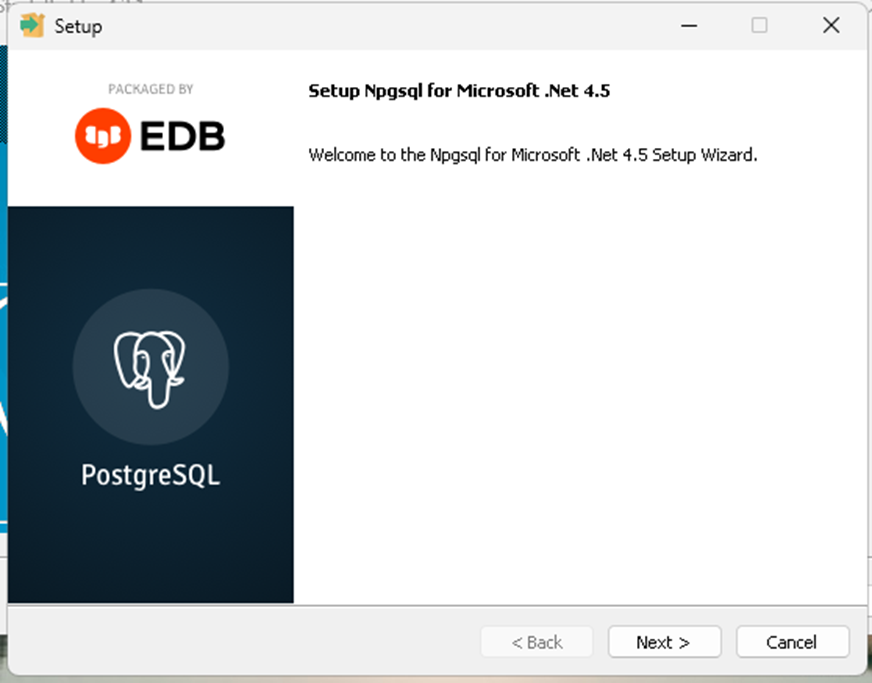 Setup
PACKAGED BY
EDB
Setup Npgsql for Microsoft .Net 4.5
Welcome to the Npgsql for Microsoft .Net 4.5 Setup Wizard.
PostgreSQL
< Back
Next >
Cancel